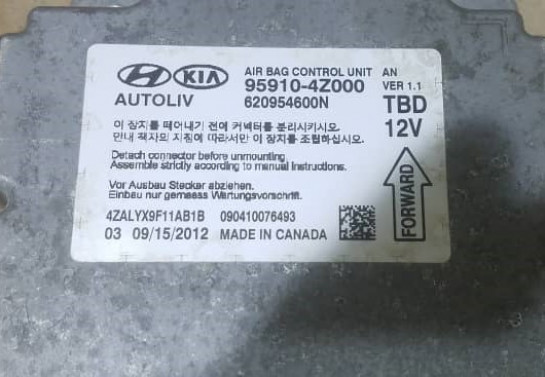 HYUNDAI KIA AIR BAG CONTROL UNIT AN
95910-4Z000 VER 1.1
AUTOLIV 620954600N TBD
12V
이 장치를 떼어내기 전에 커넥터를 분리시키시오.
안내 책자의 지침에 따라서만 이 장치를 조립하십시오.
Detach connector before unmounting
Assemble strictly according to manual instructions.
Vor Ausbau Stecker abziehen.
Einbau nur gemaess Wartungsvorschrift.
FORWARD
4ZALYX9F11AB1B 090410076493
03 09/15/2012 MADE IN CANADA